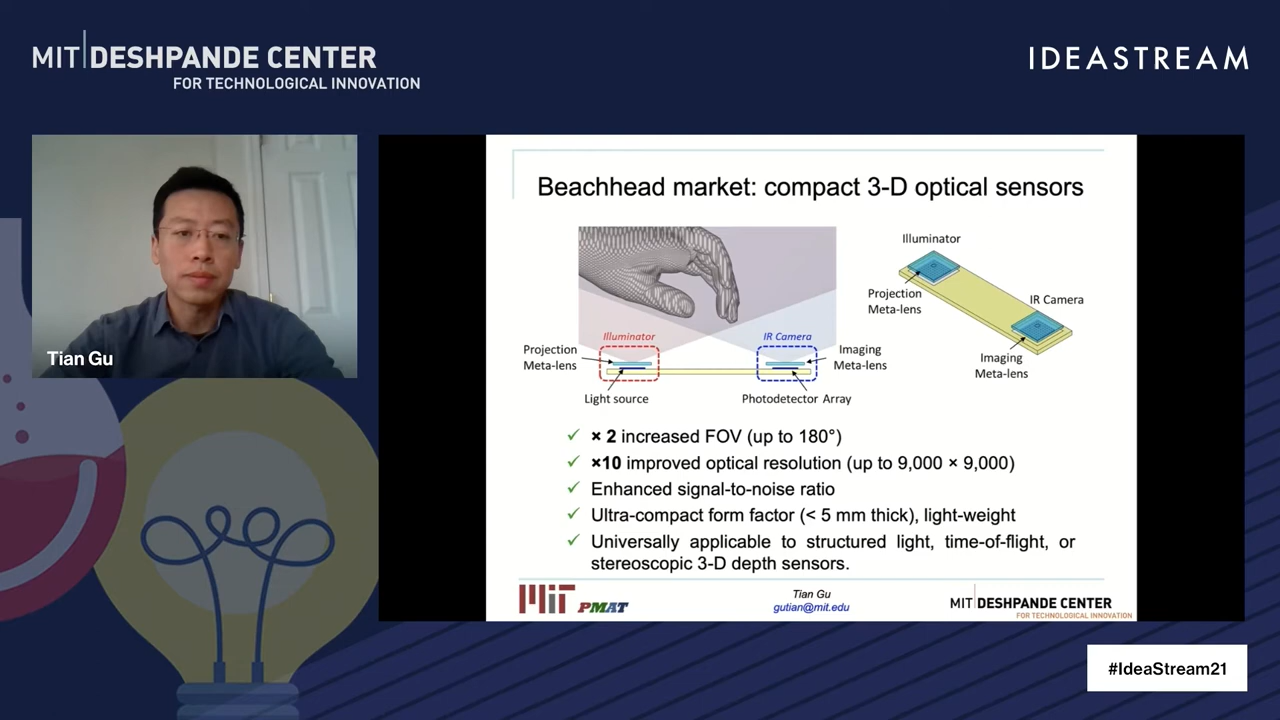 MIT DESHPANDE CENTER
FOR TECHNOLOGICAL INNOVATION
IDEASTREAM
Tian Gu
Beachhead market: compact 3-D optical sensors
Illuminator
IR Camera
Projection
Meta-lens
Imaging
Meta-lens
Light source
Photodetector Array
Illuminator
Projection
Meta-lens
IR Camera
Imaging
Meta-lens
✓ × 2 increased FOV (up to 180°)
✓ ×10 improved optical resolution (up to 9,000 × 9,000)
✓ Enhanced signal-to-noise ratio
✓ Ultra-compact form factor (< 5 mm thick), light-weight
✓ Universally applicable to structured light, time-of-flight, or
stereoscopic 3-D depth sensors.
MIT PMAT
Tian Gu
gutian@mit.edu
MIT DESHPANDE CENTER
FOR TECHNOLOGICAL INNOVATION
#IdeaStream21